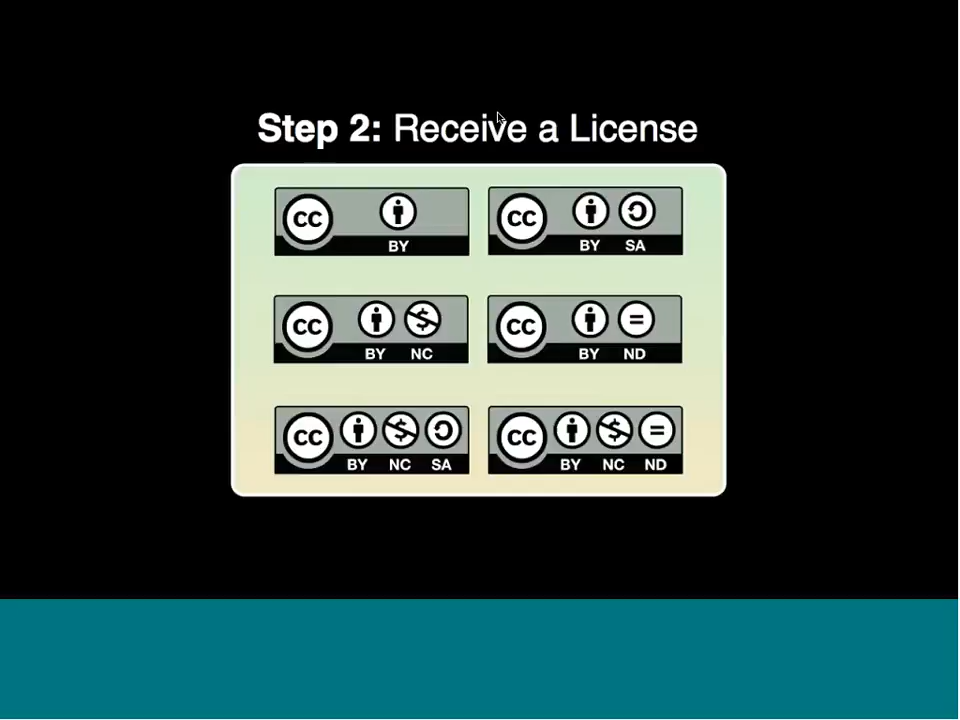 Step 2: Receive a License
CC BY
CC BY SA
CC BY NC
CC BY ND
CC BY NC SA
CC BY NC ND